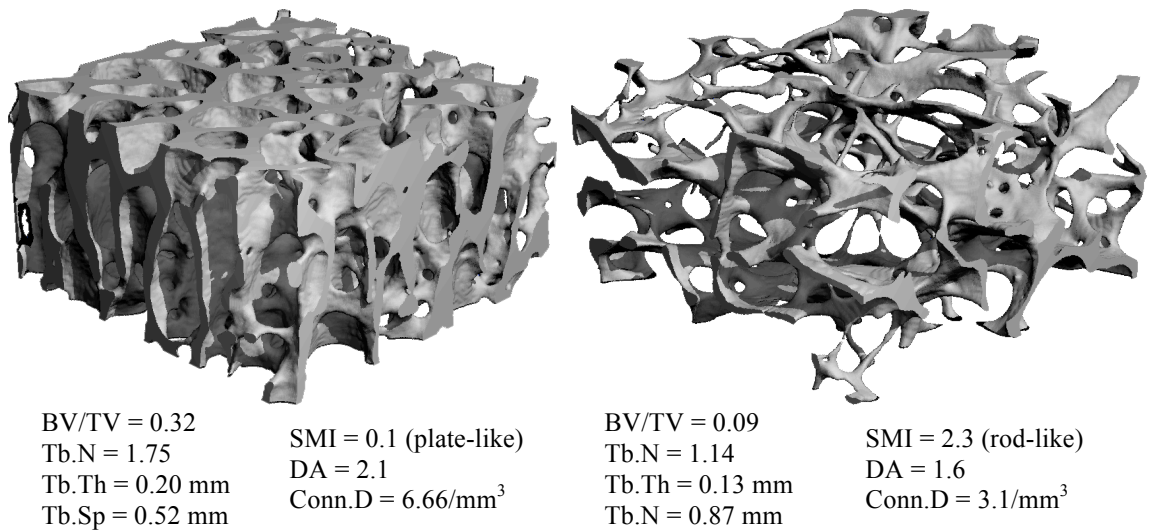 BV/TV = 0.32
Tb.N = 1.75
Tb.Th = 0.20 mm
Tb.Sp = 0.52 mm
SMI = 0.1 (plate-like)
DA = 2.1
Conn.D = 6.66/mm³
BV/TV = 0.09
Tb.N = 1.14
Tb.Th = 0.13 mm
Tb.N = 0.87 mm
SMI = 2.3 (rod-like)
DA = 1.6
Conn.D = 3.1/mm³